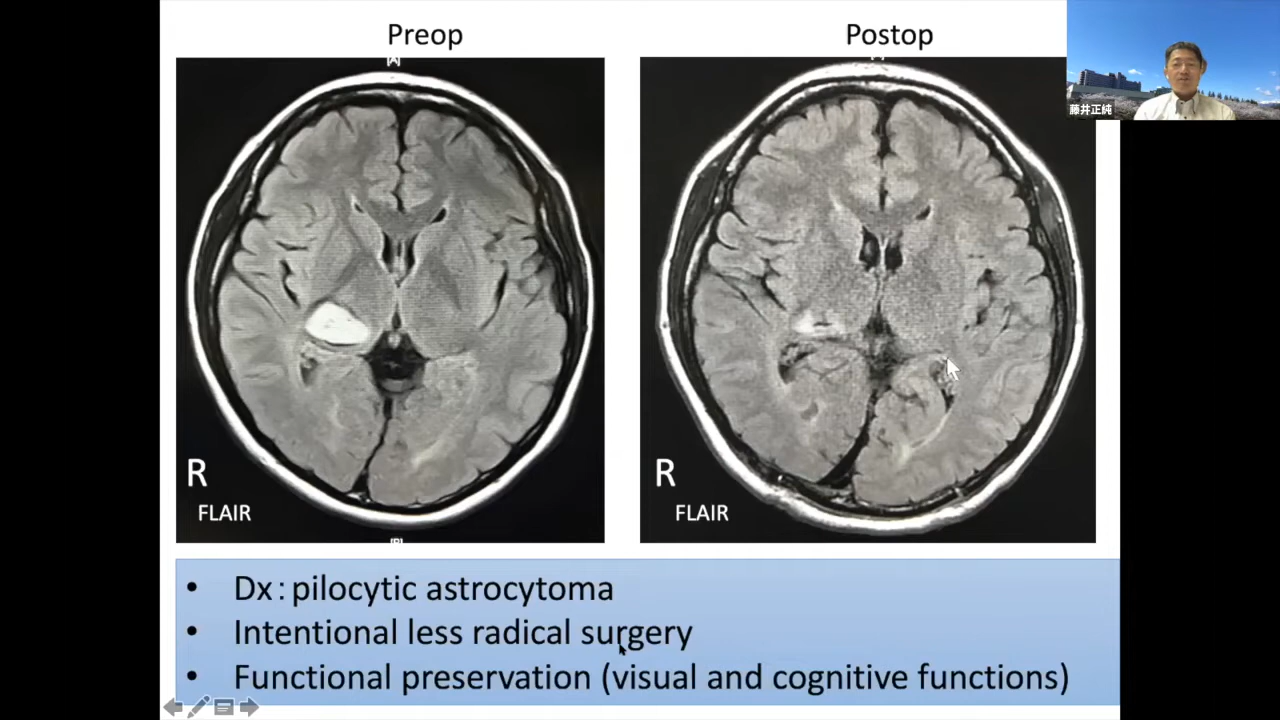 Preop
Postop
[A]
藤井正純
R
FLAIR
R
FLAIR
• Dx : pilocytic astrocytoma
• Intentional less radical surgery
• Functional preservation (visual and cognitive functions)